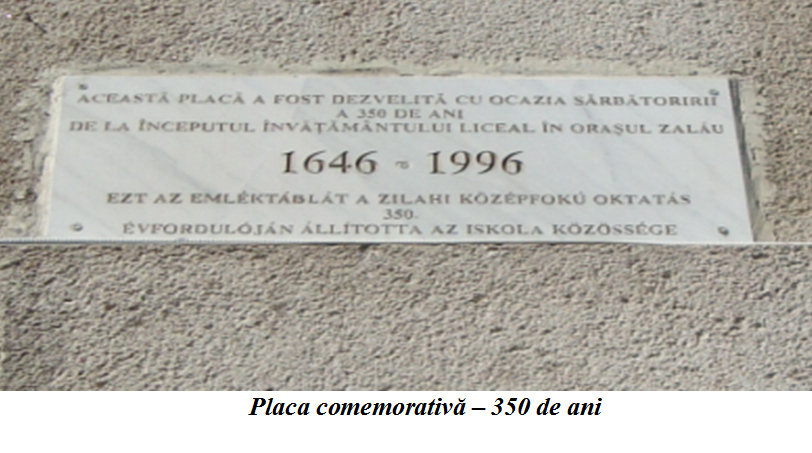 ACEASTĂ PLACĂ A FOST DEZVELITĂ CU OCAZIA SĂRBĂTORIRII
A 350 DE ANI
DE LA ÎNCEPUTUL ÎNVĂȚĂMÂNTULUI LICEAL ÎN ORAȘUL ZALĂU
1646 ~ 1996
EZT AZ EMLÉKTÁBLÁT A ZILAHI KÖZÉPFOKÚ OKTATÁS
350.
ÉVFORDULÓJÁN ÁLLÍTOTTA AZ ISKOLA KÖZÖSSÉGE
Placa comemorativă – 350 de ani